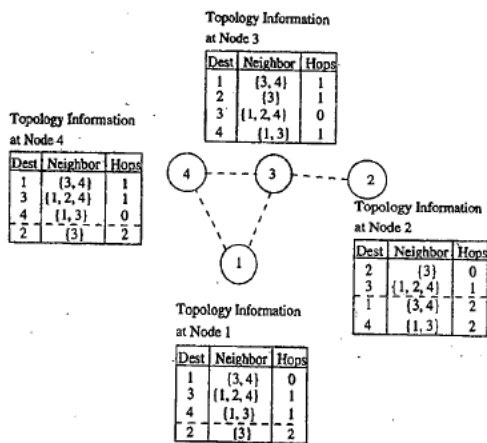 Topology Information
at Node 3
Dest Neighbor Hops
1 {3, 4} 1
2 {3} 1
3 {1, 2, 4} 0
4 {1, 3} 1
Topology Information
at Node 4
Dest Neighbor Hops
1 {3, 4} 1
3 {1, 2, 4} 1
4 {1, 3} 0
2 {3} 2
4 3 2
1
Topology Information
at Node 2
Dest Neighbor Hops
2 {3} 0
3 {1, 2, 4} 1
1 {3, 4} 2
4 {1, 3} 2
Topology Information
at Node 1
Dest Neighbor Hops
1 {3, 4} 0
3 {1, 2, 4} 1
4 {1, 3} 1
2 {3} 2